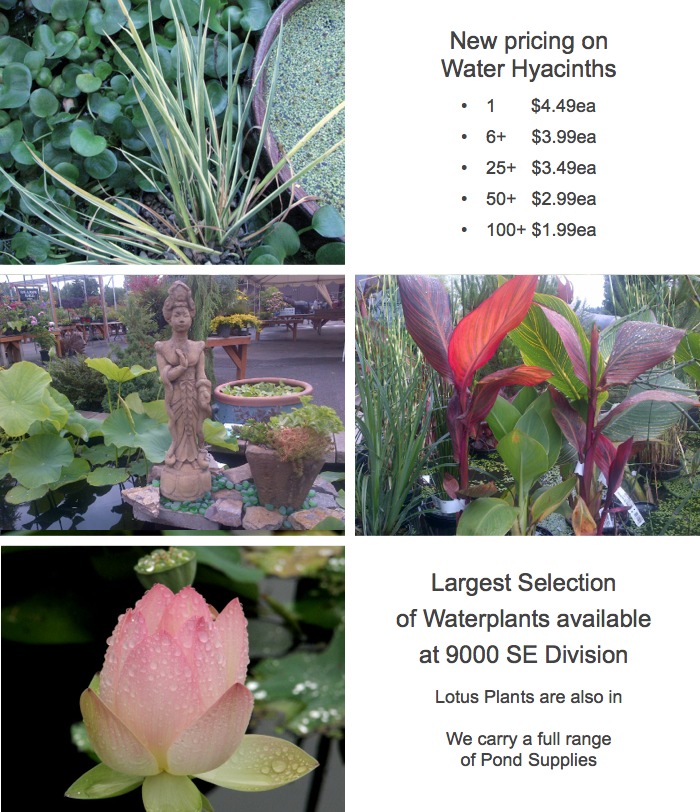 New pricing on
Water Hyacinths
• 1 $4.49ea
• 6+ $3.99ea
• 25+ $3.49ea
• 50+ $2.99ea
• 100+ $1.99ea
Largest Selection
of Waterplants available
at 9000 SE Division
Lotus Plants are also in
We carry a full range
of Pond Supplies